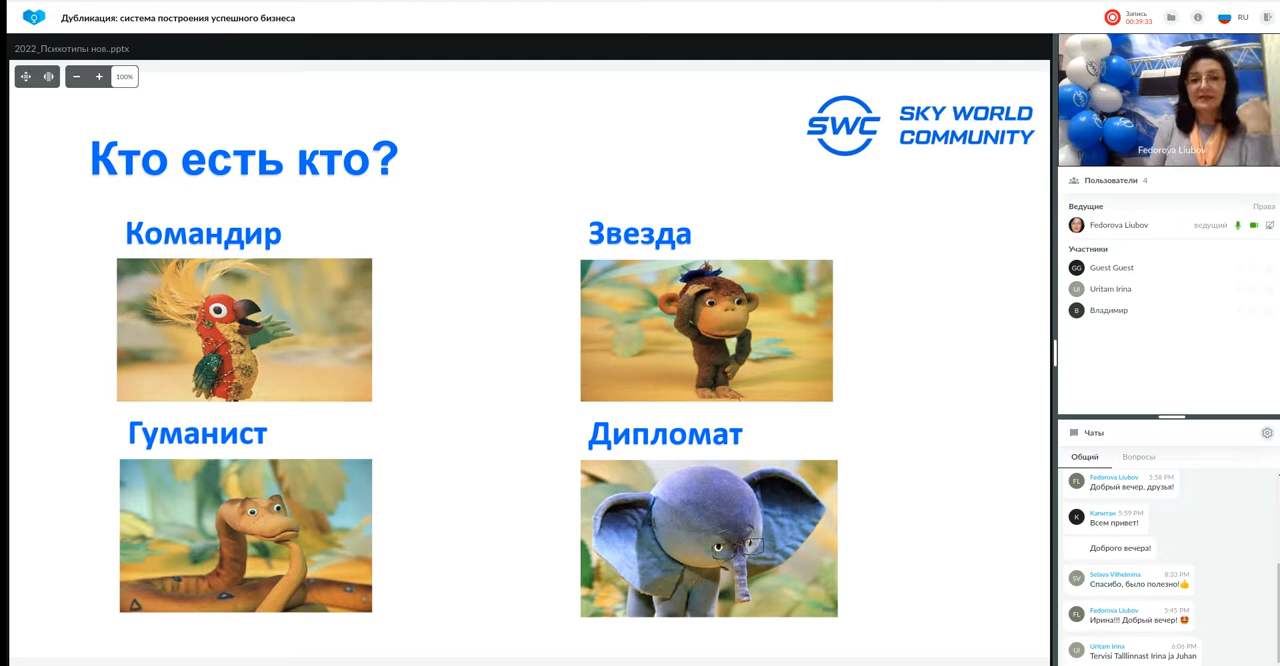 Дубликация: система построения успешного бизнеса
Запись
00:39:33
RU
2022_Психотипы нов..pptx
100%
SWC
SKY WORLD
COMMUNITY
Кто есть кто?
Командир
Звезда
Гуманист
Дипломат
Fedorova Liubov
Пользователи 4
Ведущие Права
Fedorova Liubov ведущий
Участники
GG Guest Guest
UI Uritam Irina
В Владимир
Чаты
Общий Вопросы
FL Fedorova Liubov 5:58 PM
Добрый вечер, друзья!
К Капитан 5:59 PM
Всем привет!
Доброго вечера!
SV Selava Vilhelmina 8:33 PM
Спасибо, было полезно!👍
FL Fedorova Liubov 5:45 PM
Ирина!!! Добрый вечер! 🤩
UI Uritam Irina 6:06 PM
Tervisi Talllinnast Irina ja Juhan